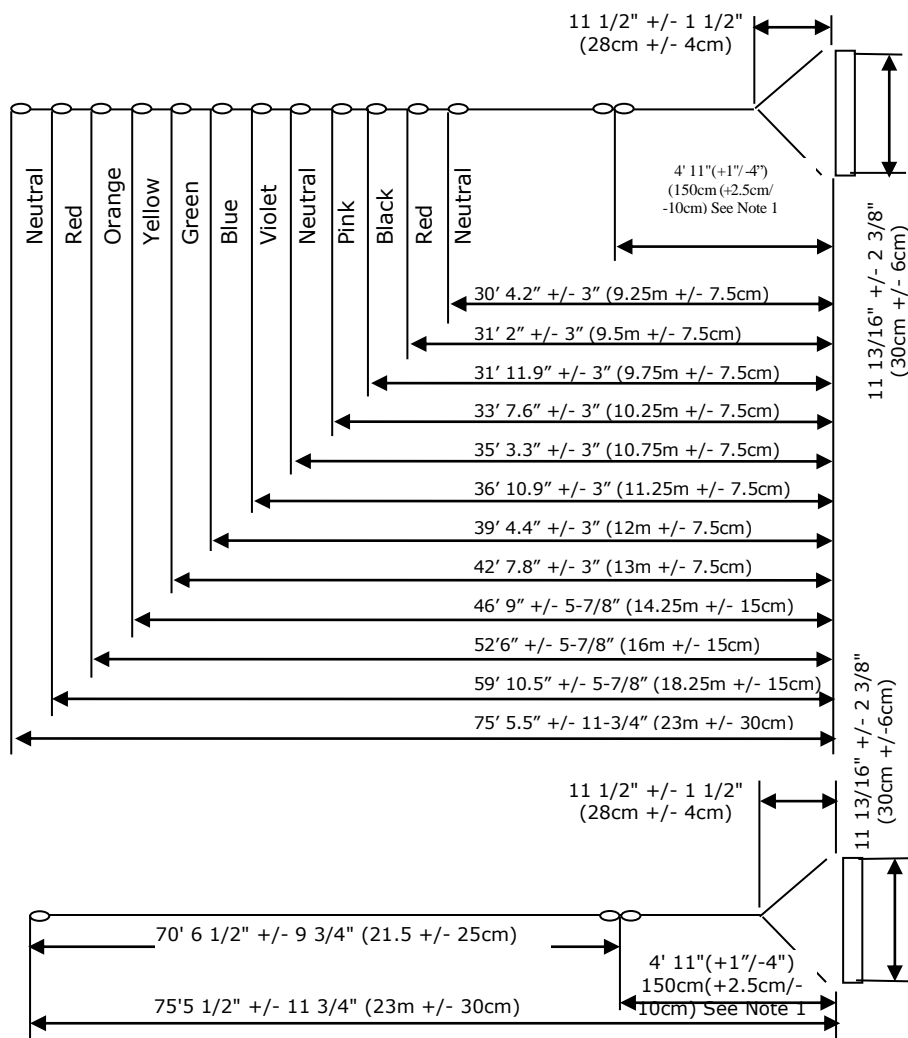 11 1/2" +/- 1 1/2"
(28cm +/- 4cm)
Neutral
Red
Orange
Yellow
Green
Blue
Violet
Neutral
Pink
Black
Red
Neutral
4' 11"(+1"/-4")
(150cm (+2.5cm/
-10cm) See Note 1
11 13/16" +/- 2 3/8"
(30cm +/- 6cm)
30′ 4.2″ +/- 3″ (9.25m +/- 7.5cm)
31′ 2″ +/- 3″ (9.5m +/- 7.5cm)
31′ 11.9″ +/- 3″ (9.75m +/- 7.5cm)
33′ 7.6″ +/- 3″ (10.25m +/- 7.5cm)
35′ 3.3″ +/- 3″ (10.75m +/- 7.5cm)
36′ 10.9″ +/- 3″ (11.25m +/- 7.5cm)
39′ 4.4″ +/- 3″ (12m +/- 7.5cm)
42′ 7.8″ +/- 3″ (13m +/- 7.5cm)
46′ 9″ +/- 5-7/8″ (14.25m +/- 15cm)
52′6″ +/- 5-7/8″ (16m +/- 15cm)
59′ 10.5″ +/- 5-7/8″ (18.25m +/- 15cm)
75′ 5.5″ +/- 11-3/4″ (23m +/- 30cm)
11 1/2" +/- 1 1/2"
(28cm +/- 4cm)
11 13/16" +/- 2 3/8"
(30cm +/-6cm)
70' 6 1/2" +/- 9 3/4" (21.5 +/- 25cm)
4' 11"(+1″/-4")
150cm(+2.5cm/-
10cm) See Note 1
75'5 1/2" +/- 11 3/4" (23m +/- 30cm)